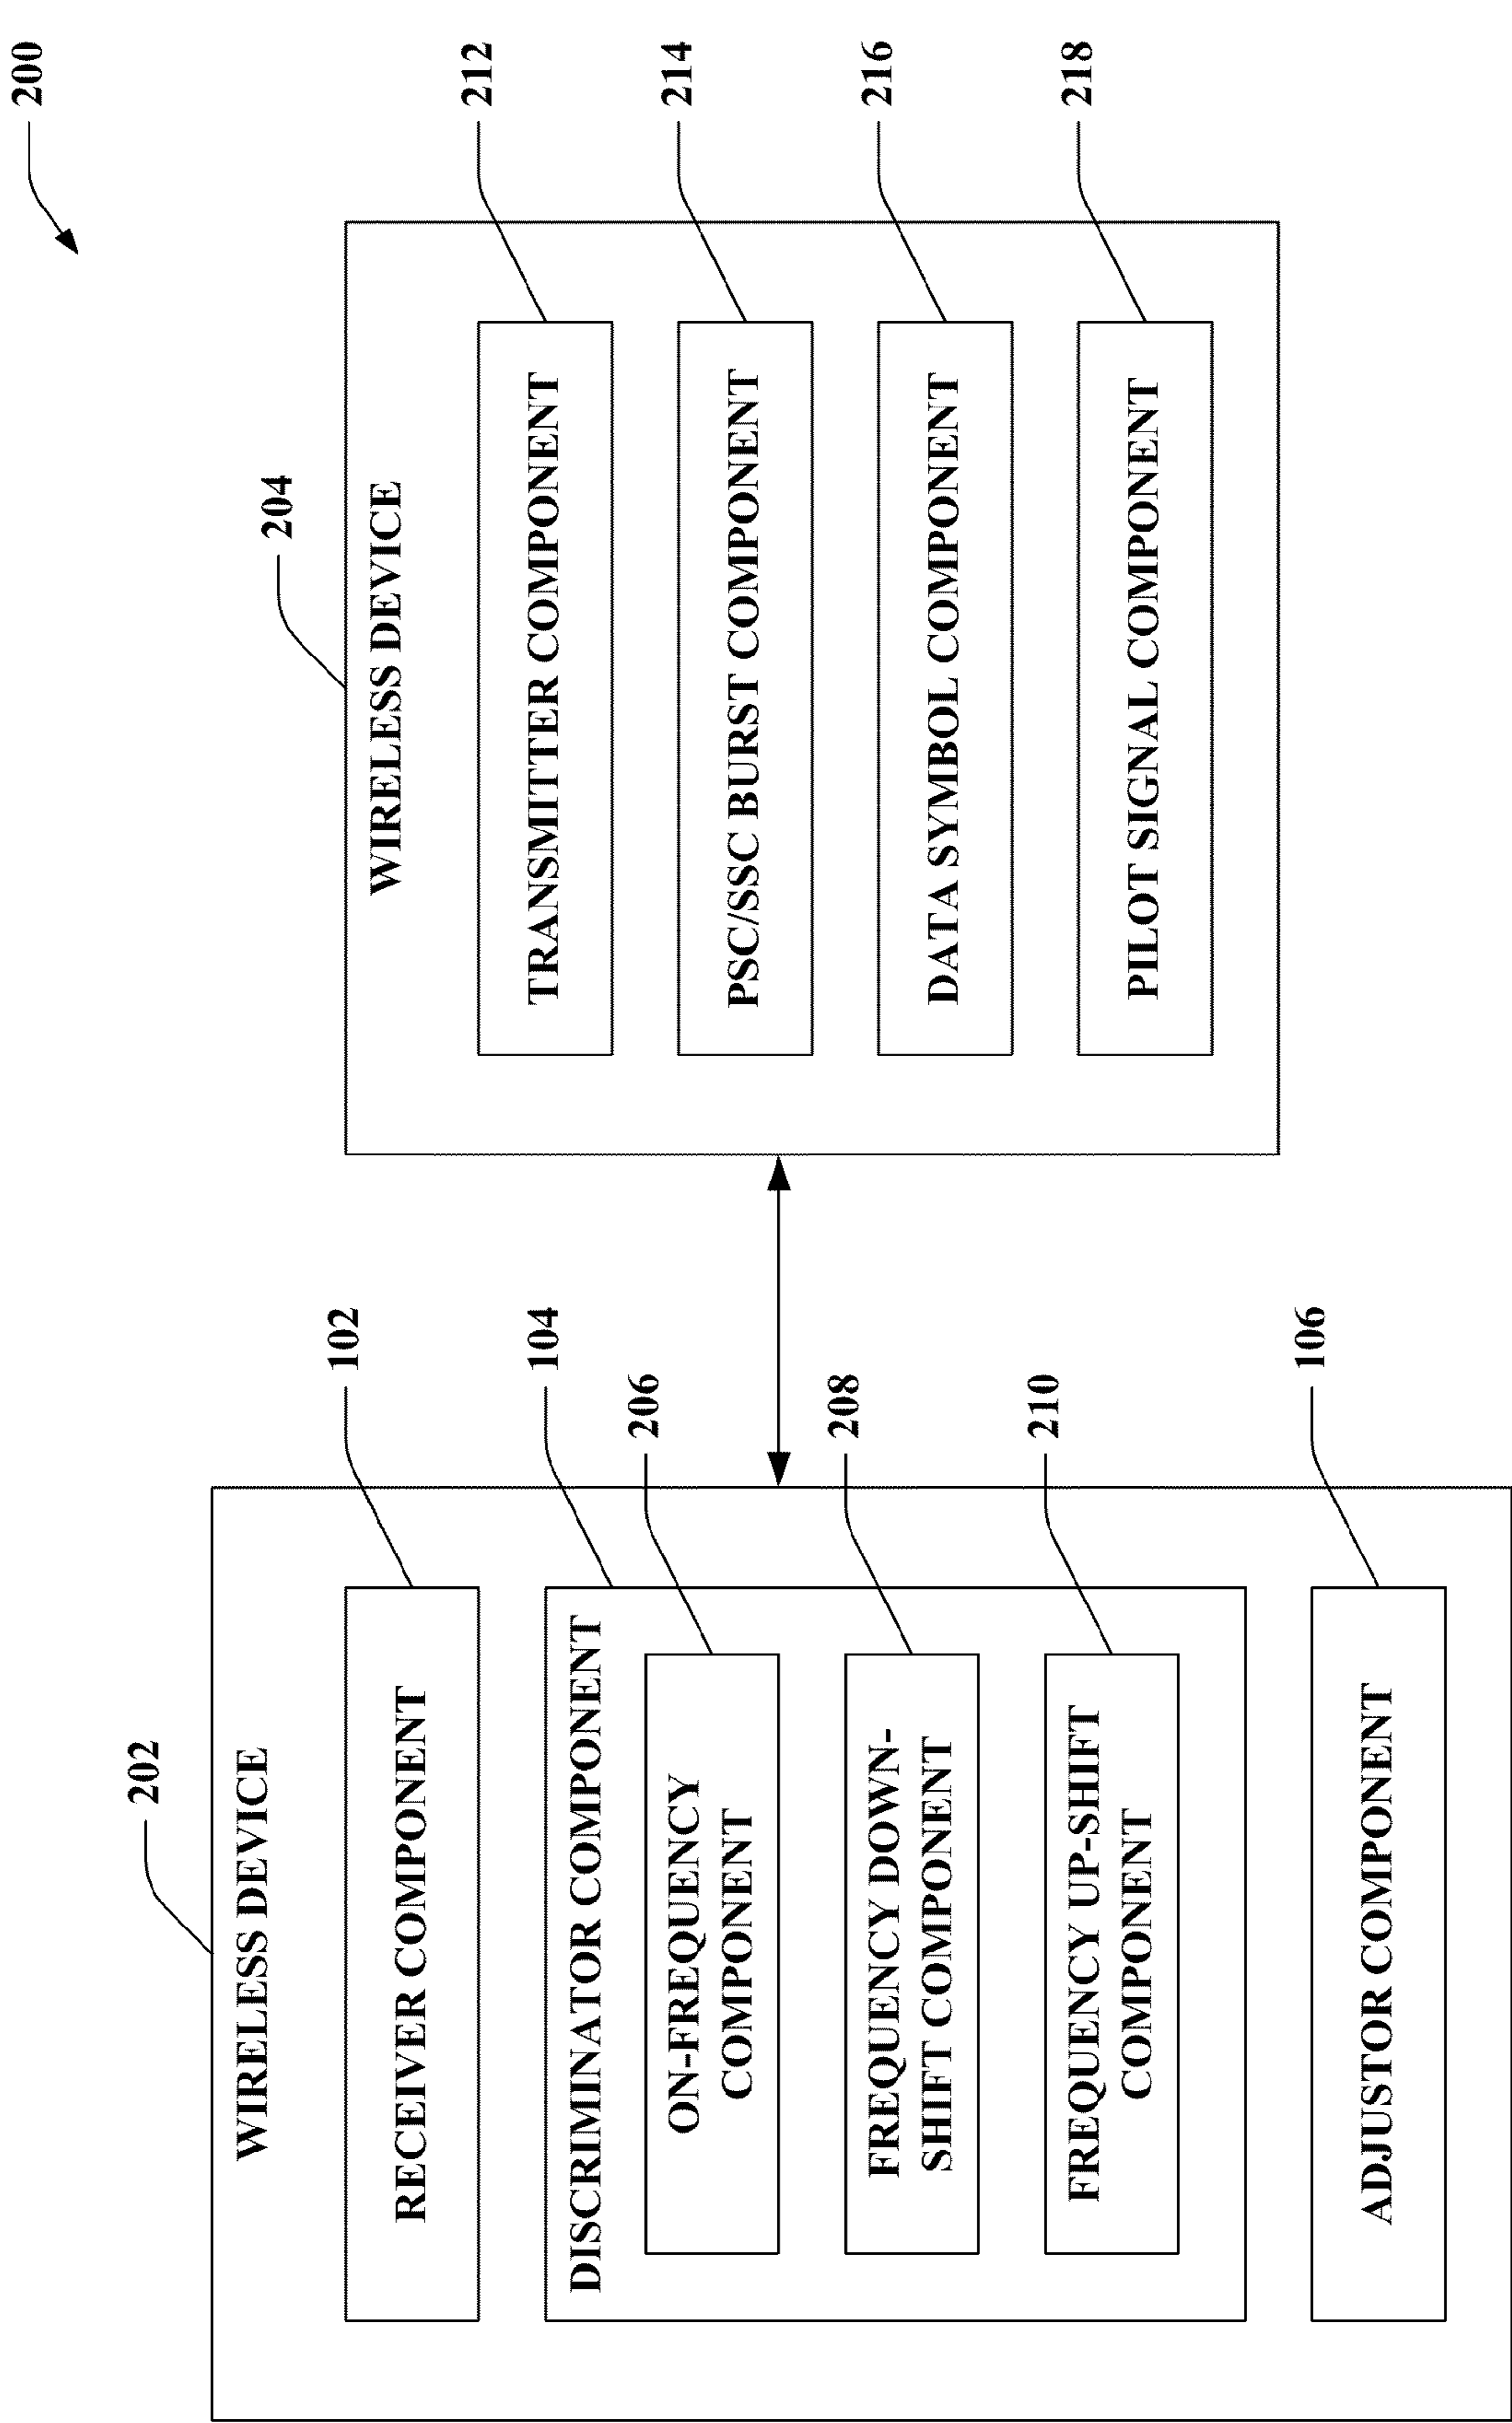 200
202
WIRELESS DEVICE
102
RECEIVER COMPONENT
104
DISCRIMINATOR COMPONENT
206
ON-FREQUENCY
COMPONENT
208
FREQUENCY DOWN-
SHIFT COMPONENT
210
FREQUENCY UP-SHIFT
COMPONENT
106
ADJUSTOR COMPONENT
204
WIRELESS DEVICE
212
TRANSMITTER COMPONENT
214
PSC/SSC BURST COMPONENT
216
DATA SYMBOL COMPONENT
218
PILOT SIGNAL COMPONENT